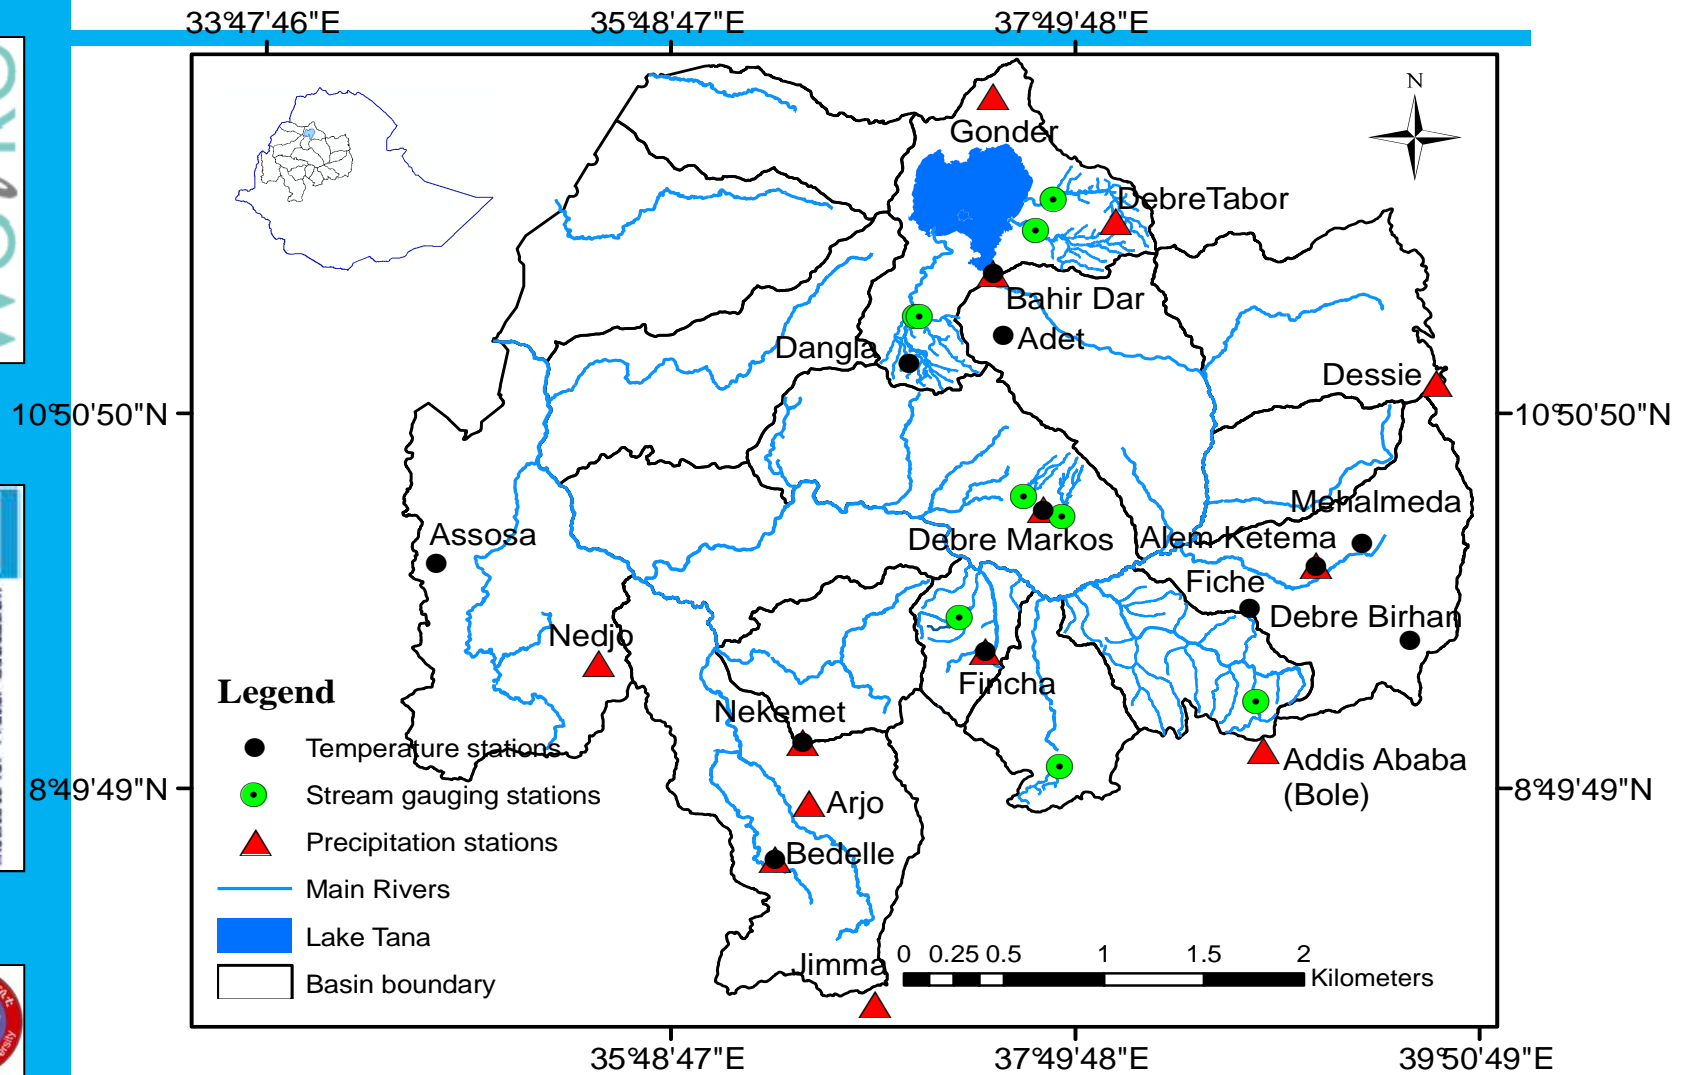 33°47'46"E 35°48'47"E 37°49'48"E
N
Gonder
DebreTabor
Bahir Dar
Adet
Dangla
Dessie
10°50'50"N 10°50'50"N
Mehalmeda
Assosa
Debre Markos
Alem Ketema
Fiche
Debre Birhan
Nedjo
Fincha
Legend
Nekemet
Temperature stations
Addis Ababa
(Bole)
8°49'49"N 8°49'49"N
Stream gauging stations
Arjo
Precipitation stations
Bedelle
Main Rivers
Lake Tana
Jimma
0 0.25 0.5 1 1.5 2
Kilometers
Basin boundary
35°48'47"E 37°49'48"E 39°50'49"E